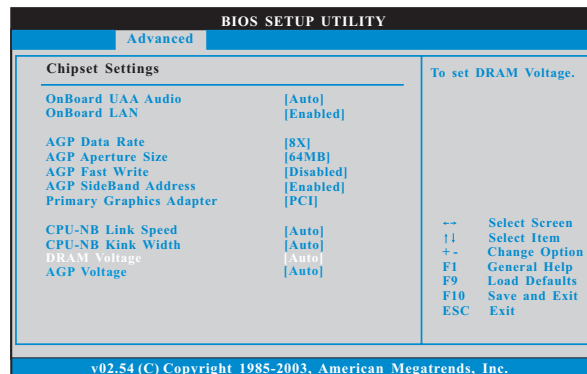 BIOS SETUP UTILITY
Advanced
Chipset Settings
OnBoard UAA Audio [Auto]
OnBoard LAN [Enabled]
AGP Data Rate [8X]
AGP Aperture Size [64MB]
AGP Fast Write [Disabled]
AGP SideBand Address [Enabled]
Primary Graphics Adapter [PCI]
CPU-NB Link Speed [Auto]
CPU-NB Kink Width [Auto]
DRAM Voltage [Auto]
AGP Voltage [Auto]
To set DRAM Voltage.
←→ Select Screen
↑↓ Select Item
+ - Change Option
F1 General Help
F9 Load Defaults
F10 Save and Exit
ESC Exit
v02.54 (C) Copyright 1985-2003, American Megatrends, Inc.